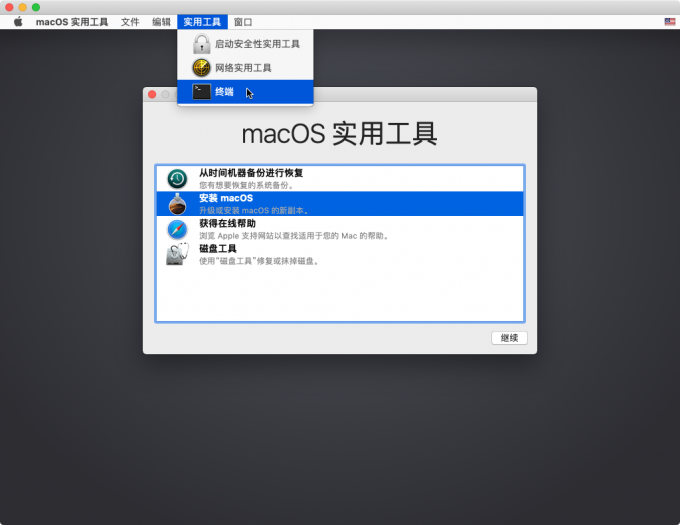 macOS 实用工具 文件 编辑 实用工具 窗口
启动安全性实用工具
网络实用工具
终端
macOS 实用工具
从时间机器备份进行恢复
您有想要恢复的系统备份。
安装 macOS
升级或安装 macOS 的新副本。
获得在线帮助
浏览 Apple 支持网站以查找适用于您的 Mac 的帮助。
磁盘工具
使用“磁盘工具”修复或抹掉磁盘。
继续